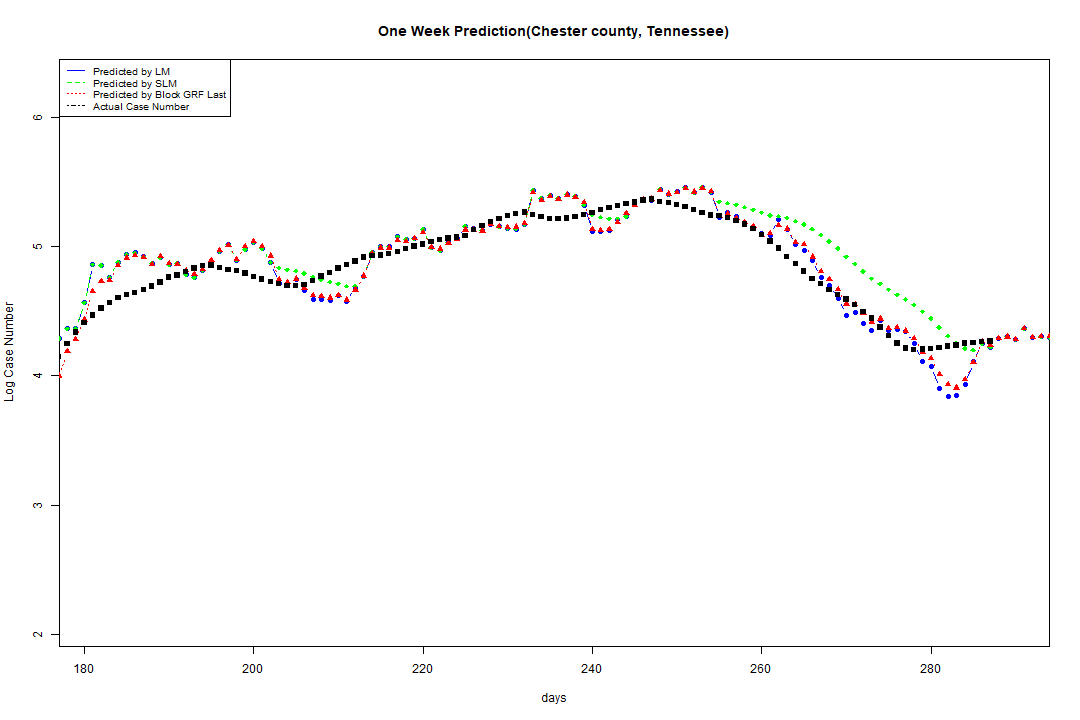 One Week Prediction(Chester county, Tennessee)
Predicted by LM
Predicted by SLM
Predicted by Block GRF Last
Actual Case Number
6
5
4
3
2
Log Case Number
180 200 220 240 260 280
days